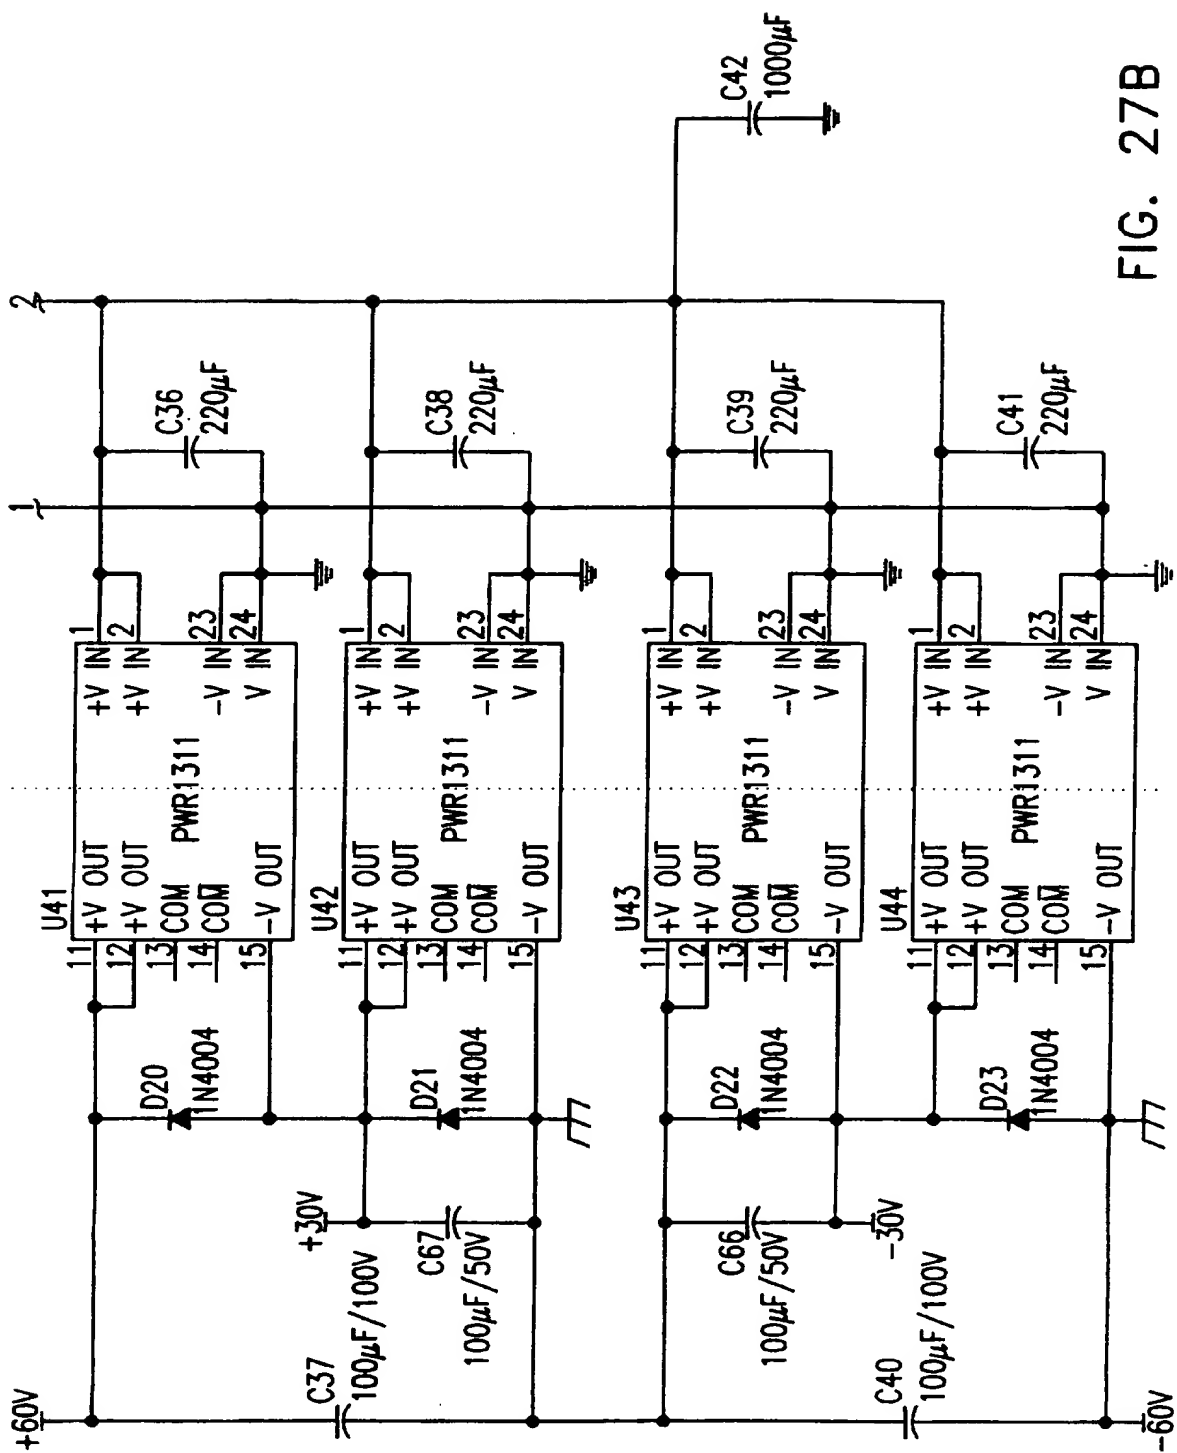 +60V
C37
100µF/100V
+30V
C67
100µF/50V
D20
1N4004
D21
1N4004
U41
11 +V OUT
12 +V OUT
13 COM
14 COM
15 -V OUT
PWR1311
+V IN 1
+V IN 2
-V IN 23
V IN 24
U42
11 +V OUT
12 +V OUT
13 COM
14 COM
15 -V OUT
PWR1311
+V IN 1
+V IN 2
-V IN 23
V IN 24
C36
220µF
C38
220µF
1
2
C66
100µF/50V
-30V
C40
100µF/100V
-60V
D22
1N4004
D23
1N4004
U43
11 +V OUT
12 +V OUT
13 COM
14 COM
15 -V OUT
PWR1311
+V IN 1
+V IN 2
-V IN 23
V IN 24
U44
11 +V OUT
12 +V OUT
13 COM
14 COM
15 -V OUT
PWR1311
+V IN 1
+V IN 2
-V IN 23
V IN 24
C39
220µF
C41
220µF
C42
1000µF
FIG. 27B